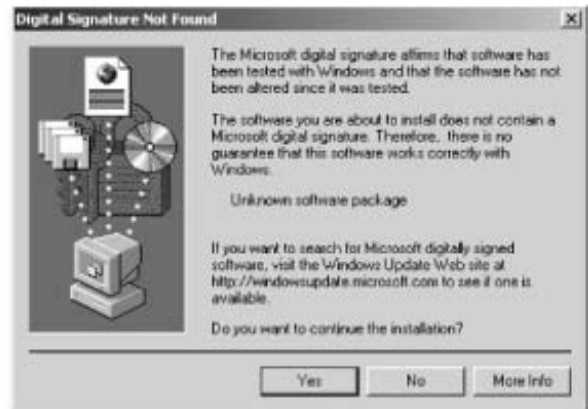 Digital Signature Not Found
The Microsoft digital signature affirms that software has
been tested with Windows and that the software has not
been altered since it was tested.
The software you are about to install does not contain a
Microsoft digital signature. Therefore, there is no
guarantee that this software works correctly with
Windows.
Unknown software package
If you want to search for Microsoft digitally signed
software, visit the Windows Update Web site at
http://windowsupdate.microsoft.com to see if one is
available.
Do you want to continue the installation?
Yes
No
More Info